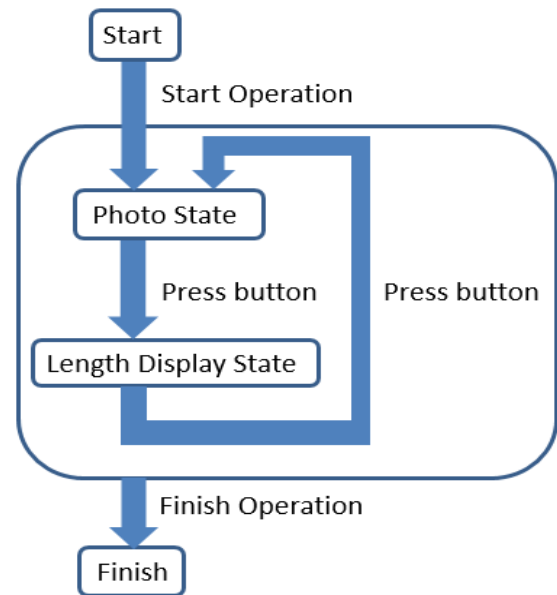 Start
Start Operation
Photo State
Press button
Press button
Length Display State
Finish Operation
Finish